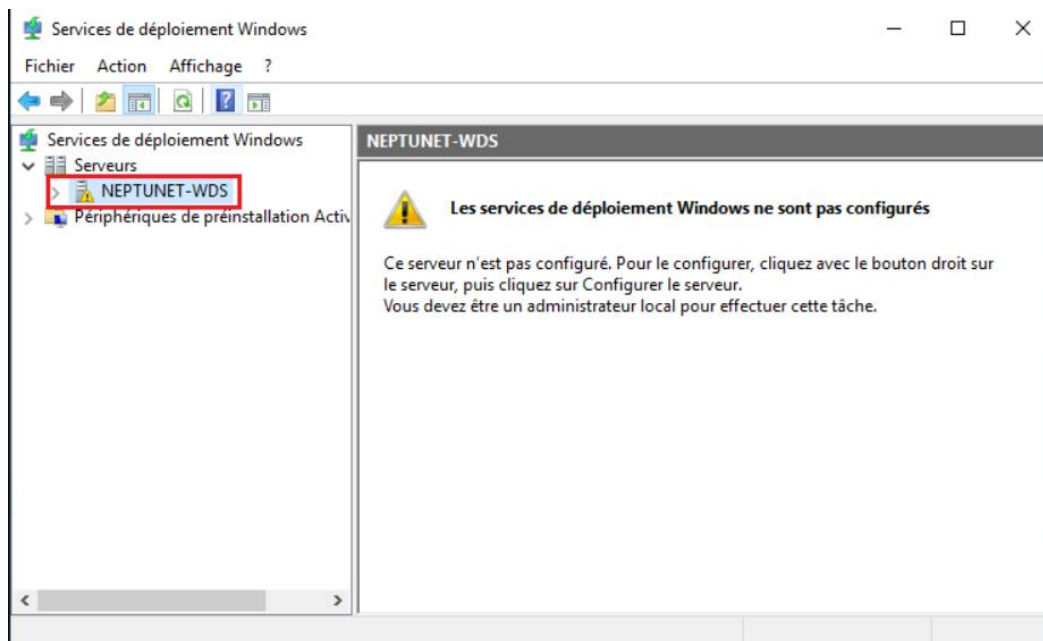 Services de déploiement Windows
Fichier Action Affichage ?
Services de déploiement Windows
Serveurs
NEPTUNET-WDS
Périphériques de préinstallation Activ
NEPTUNET-WDS
Les services de déploiement Windows ne sont pas configurés
Ce serveur n'est pas configuré. Pour le configurer, cliquez avec le bouton droit sur
le serveur, puis cliquez sur Configurer le serveur.
Vous devez être un administrateur local pour effectuer cette tâche.